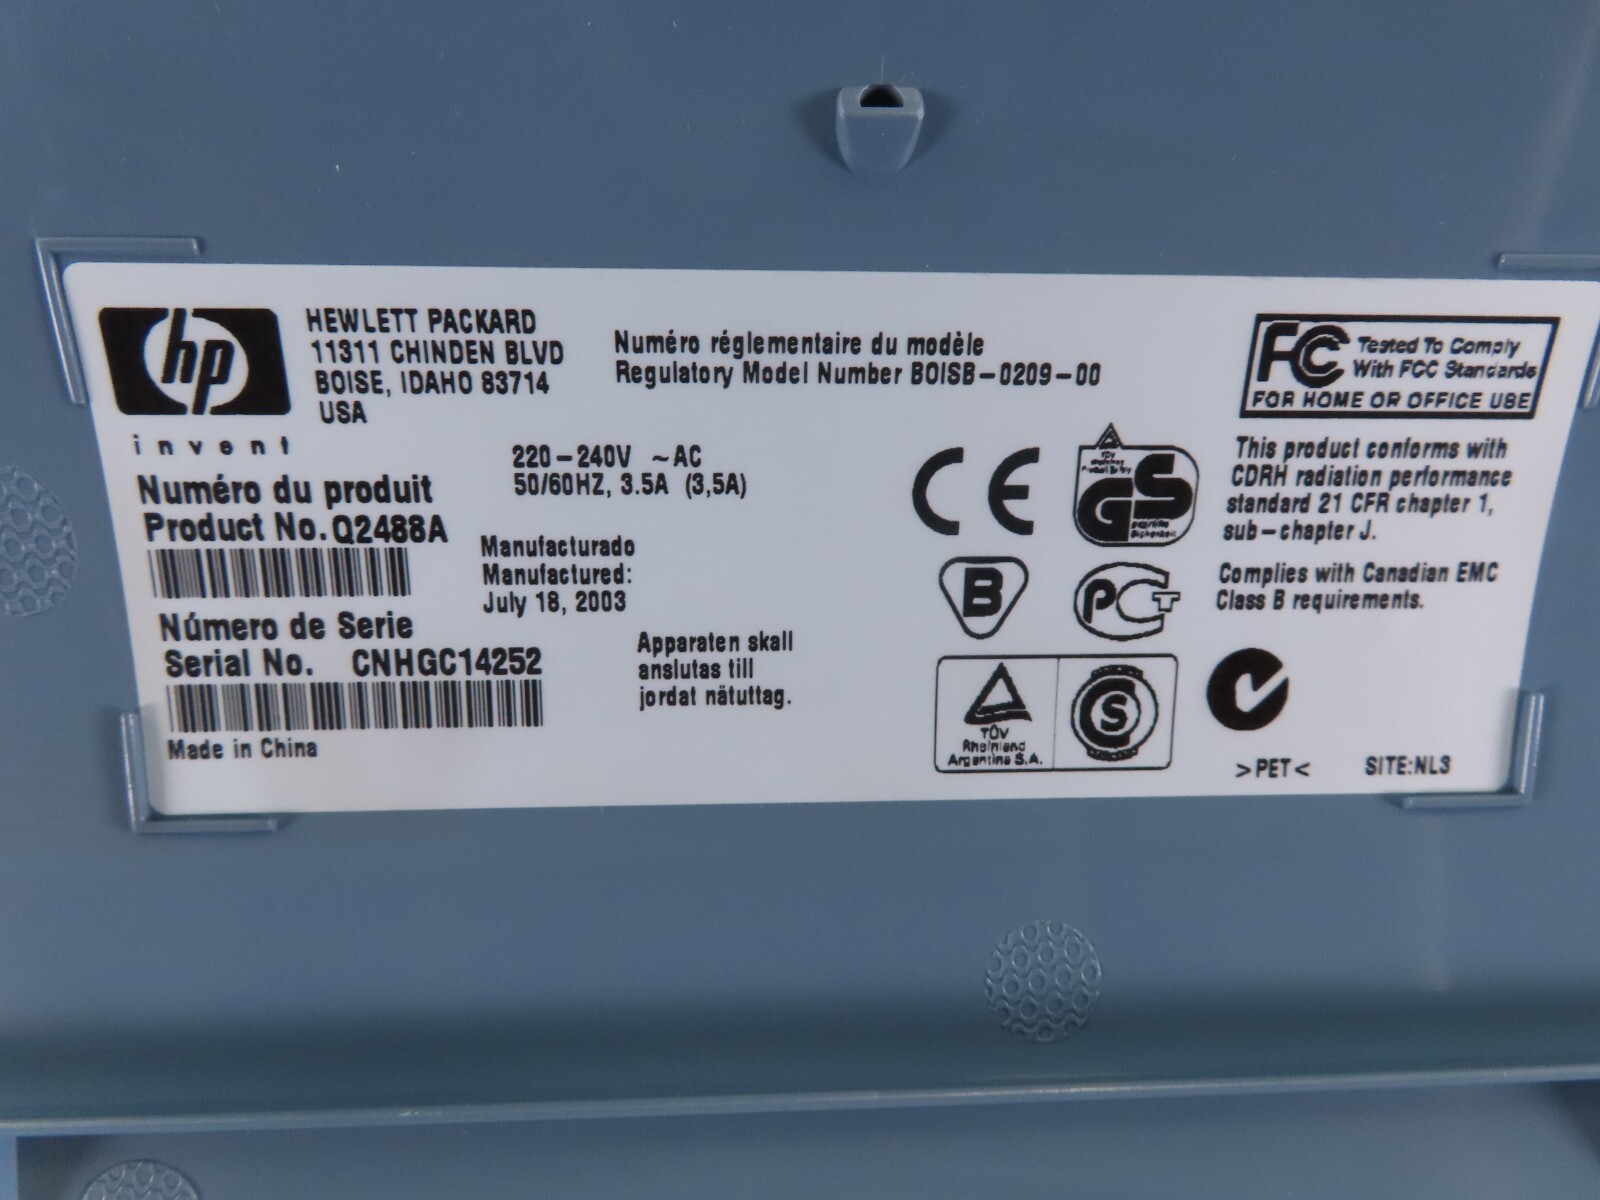 hp
invent
HEWLETT PACKARD
11311 CHINDEN BLVD
BOISE, IDAHO 83714
USA
Numéro réglementaire du modèle
Regulatory Model Number BOISB-0209-00
220-240V ~AC
50/60HZ, 3.5A (3,5A)
Numéro du produit
Product No. Q2488A
Manufacturado
Manufactured:
July 18, 2003
Número de Serie
Serial No. CNHGC14252
Made in China
Apparaten skall
anslutas till
jordat nätuttag.
FC Tested To Comply
With FCC Standards
FOR HOME OR OFFICE USE
CE
TÜV
Product Safety
GS
geprüfte
Sicherheit
This product conforms with
CDRH radiation performance
standard 21 CFR chapter 1,
sub-chapter J.
B
PCT
Complies with Canadian EMC
Class B requirements.
TÜV
Rheinland
Argentina S.A.
S
>PET<
SITE:NL3